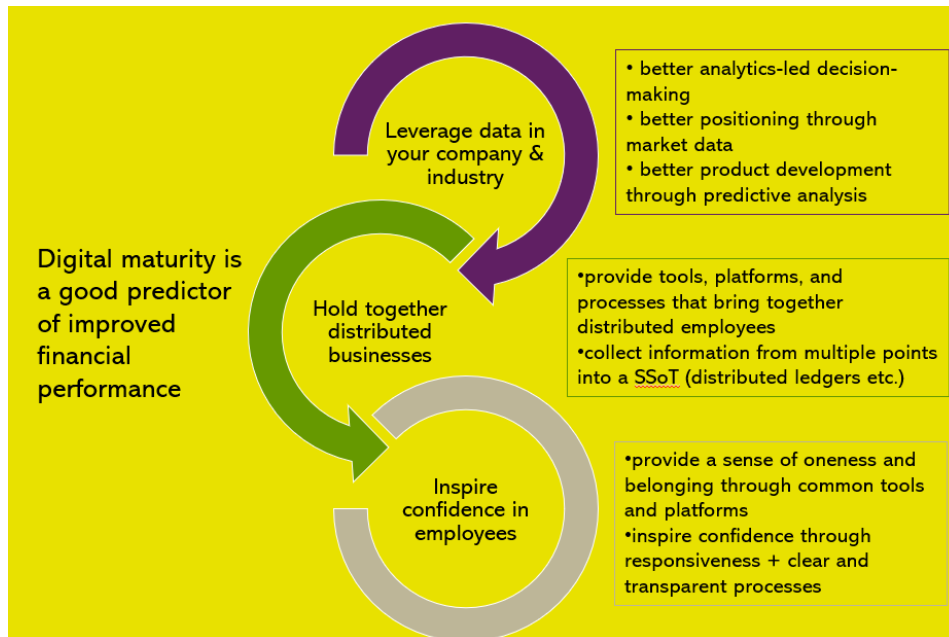 Digital maturity is
a good predictor
of improved
financial
performance
Leverage data in
your company &
industry
• better analytics-led decision-
making
• better positioning through
market data
• better product development
through predictive analysis
Hold together
distributed
businesses
•provide tools, platforms, and
processes that bring together
distributed employees
•collect information from multiple points
into a SSoT (distributed ledgers etc.)
Inspire
confidence in
employees
•provide a sense of oneness and
belonging through common tools
and platforms
•inspire confidence through
responsiveness + clear and
transparent processes